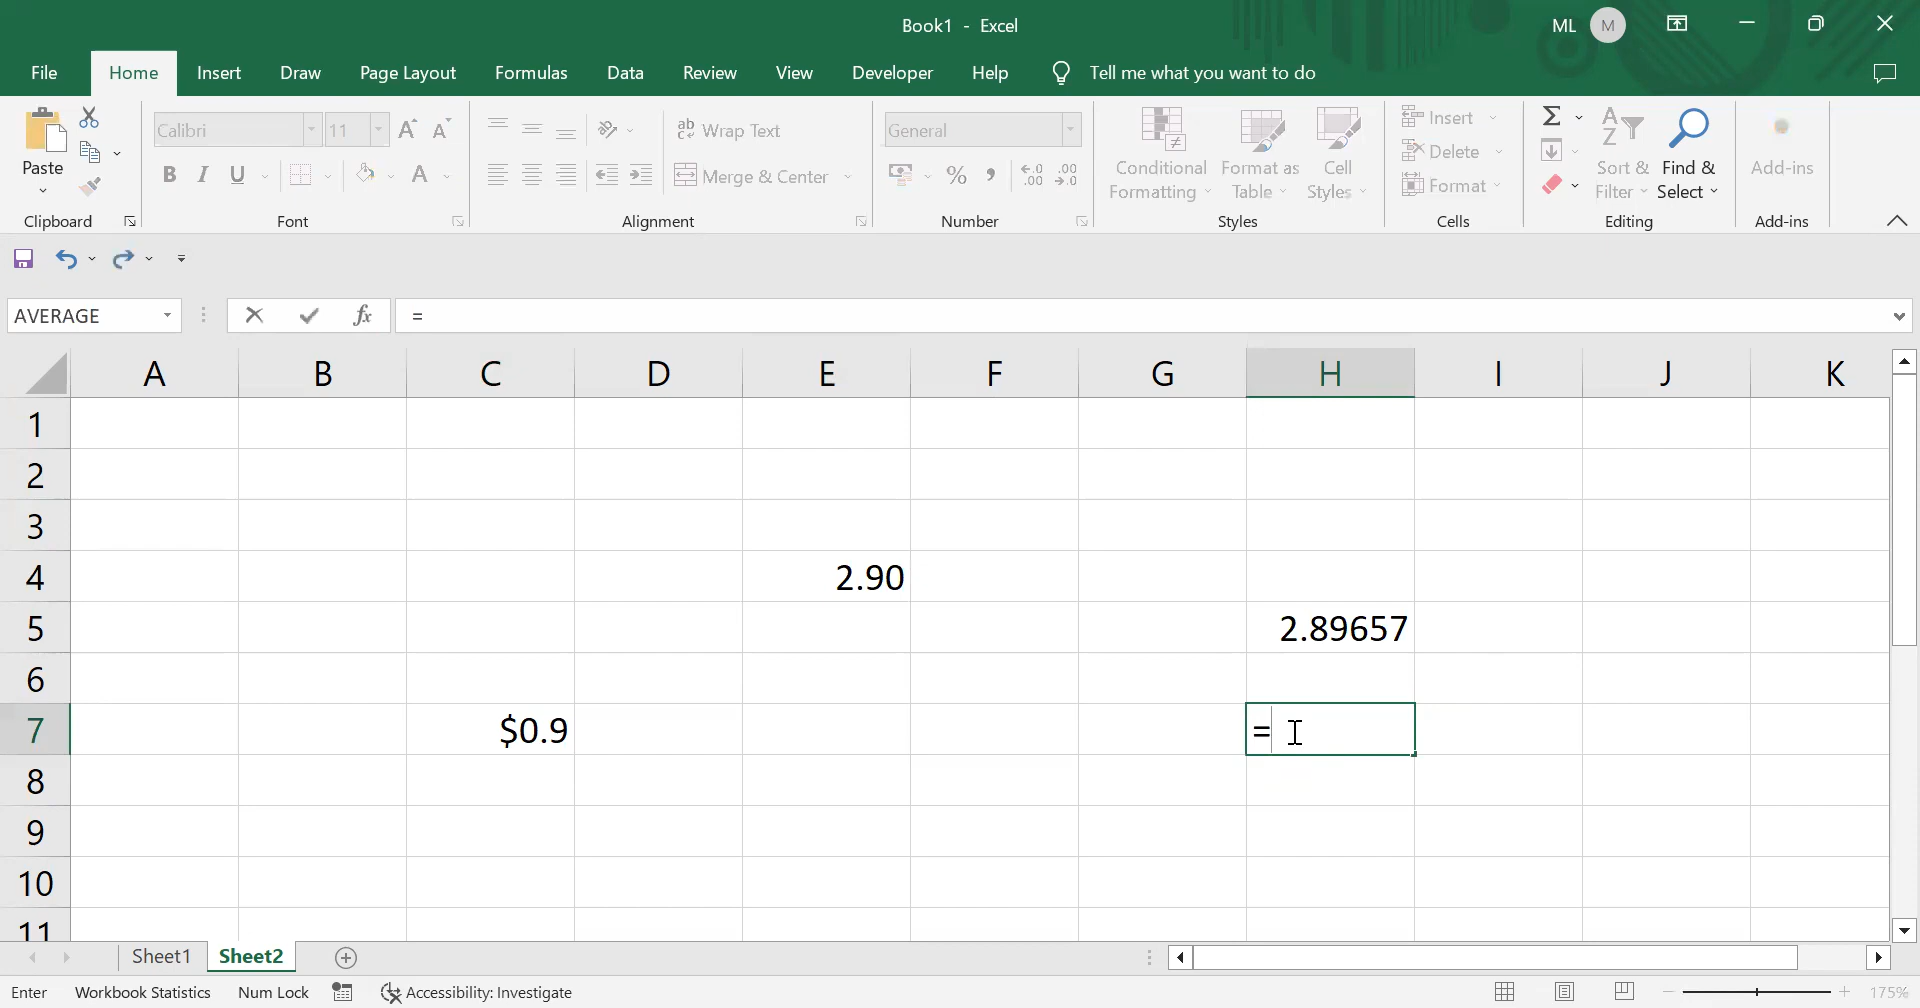 Book1 - Excel
ML M
File Home Insert Draw Page Layout Formulas Data Review View Developer Help Tell me what you want to do
Calibri 11 A A ab Wrap Text General Insert Σ
Paste B I U A Merge & Center % , Conditional Formatting Format as Table Cell Styles Delete Format Sort & Filter Find & Select Add-ins
Clipboard Font Alignment Number Styles Cells Editing Add-ins
AVERAGE fx =
A B C D E F G H I J K
1
2
3
4 2.90
5 2.89657
6
7 $0.9 =
8
9
10
11
Sheet1 Sheet2
Enter Workbook Statistics Num Lock Accessibility: Investigate 175%